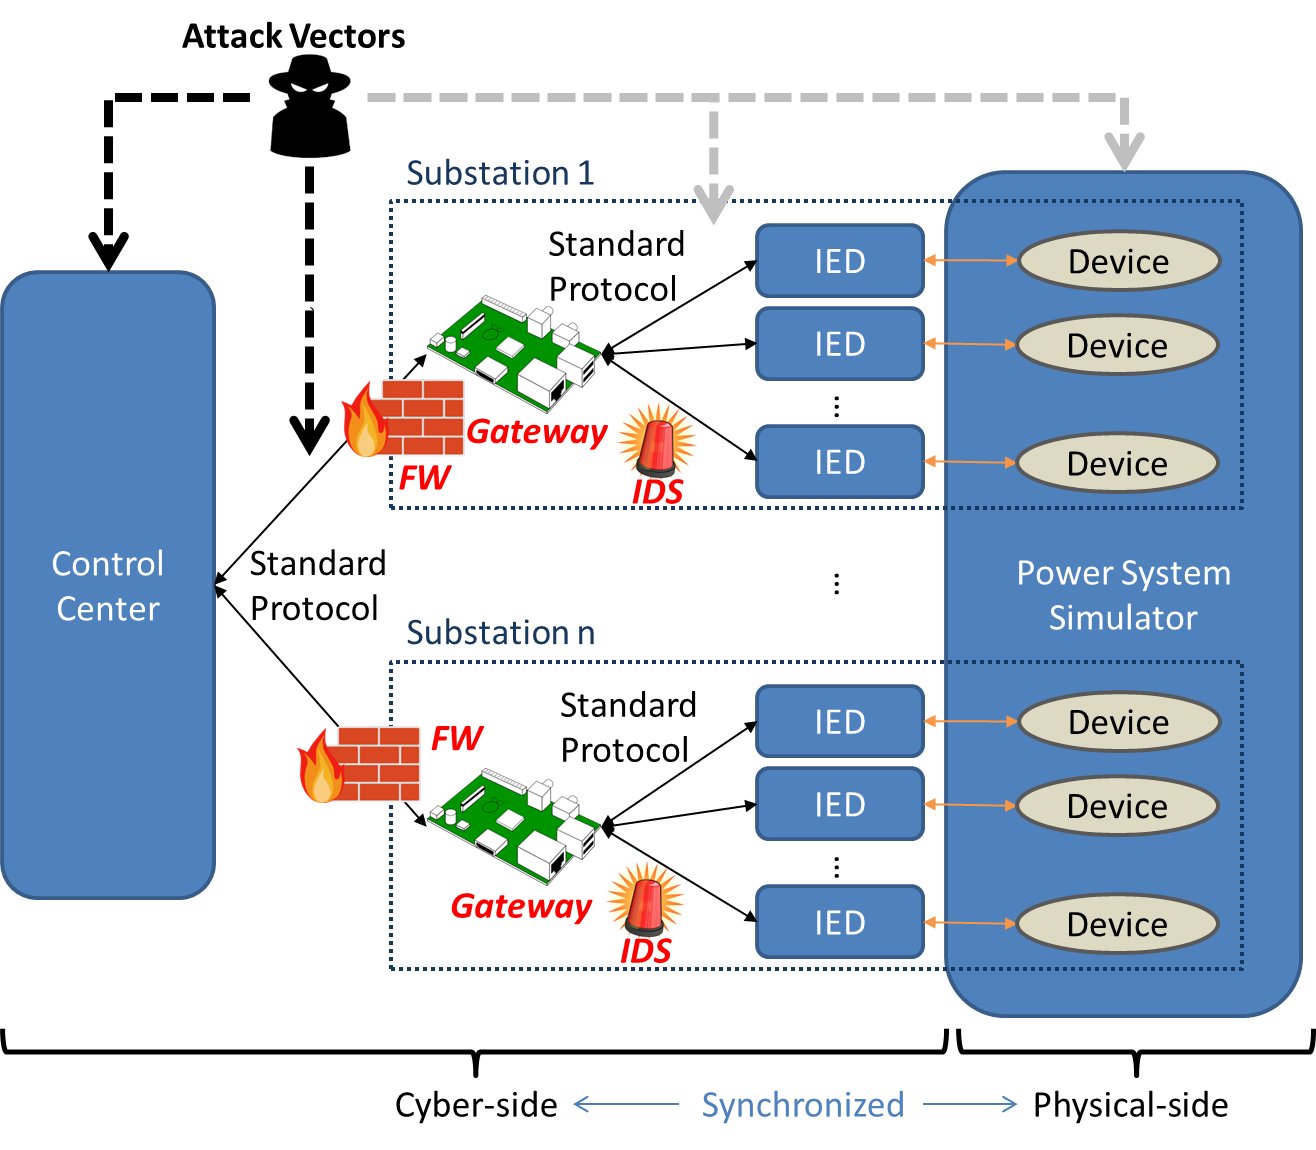 Attack Vectors
Substation 1
Standard
Protocol
IED
Device
IED
Device
⋮
Gateway
FW
IDS
IED
Device
Control
Center
Standard
Protocol
⋮
Power System
Simulator
Substation n
Standard
Protocol
FW
IED
Device
IED
Device
⋮
Gateway
IDS
IED
Device
Cyber-side
Synchronized
Physical-side